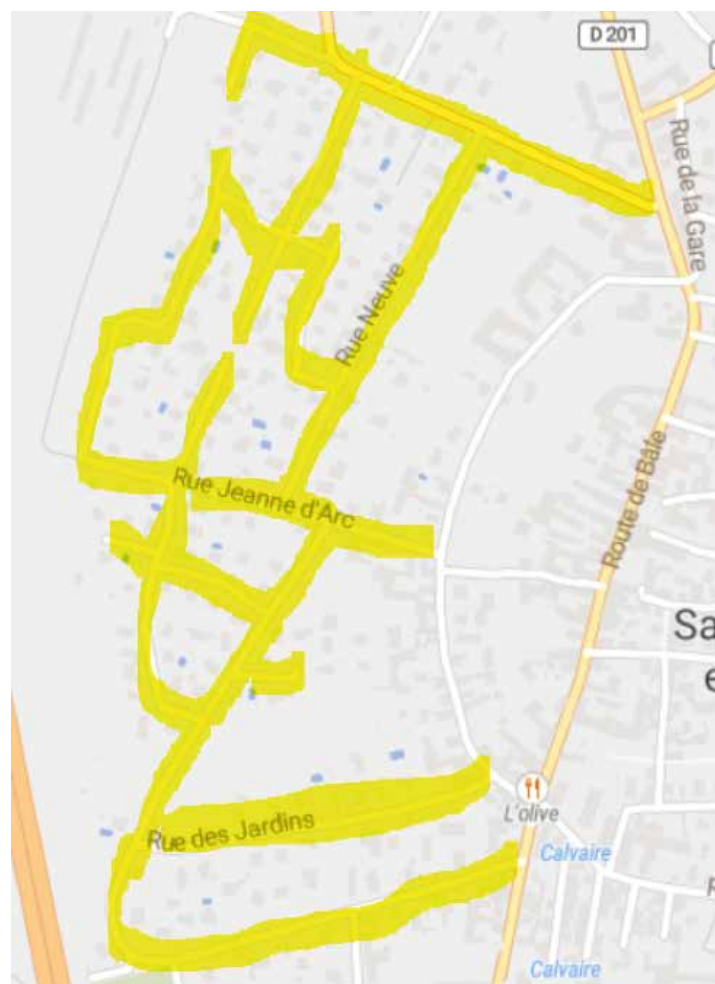 D 201
Rue de la Gare
Rue Neuve
Route de Bâle
Rue Jeanne d'Arc
Sa
e
L'olive
Rue des Jardins
Calvaire
Calvaire